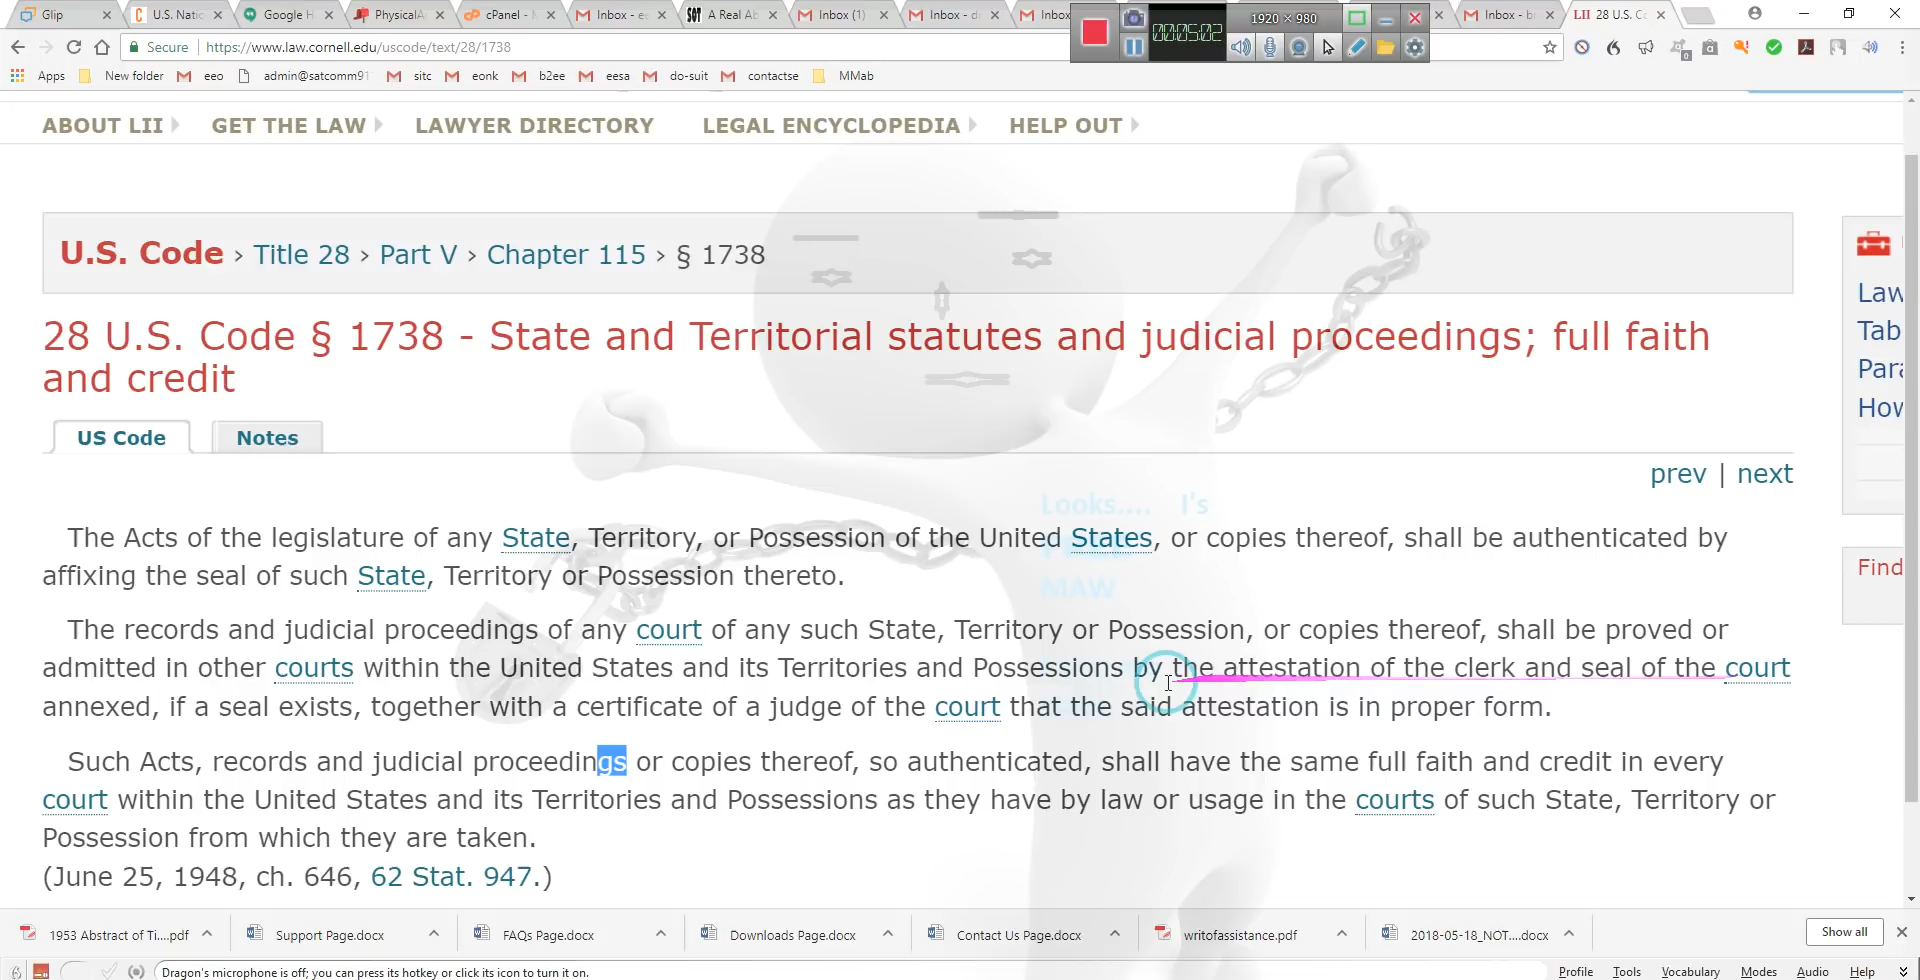 Glip
U.S. Natic
Google H
PhysicalA
cPanel - M
Inbox - ee
A Real Ab
Inbox (1)
Inbox - d
Inbox
00:05:02
1920 × 980
Inbox - b
28 U.S. Co
Secure
https://www.law.cornell.edu/uscode/text/28/1738
Apps
New folder
eeo
admin@satcomm91
sitc
eonk
b2ee
eesa
do-suit
contactse
MMab
ABOUT LII
GET THE LAW
LAWYER DIRECTORY
LEGAL ENCYCLOPEDIA
HELP OUT
U.S. Code › Title 28 › Part V › Chapter 115 › § 1738
28 U.S. Code § 1738 - State and Territorial statutes and judicial proceedings; full faith
and credit
Law
Tab
Para
How
US Code
Notes
prev | next
Looks.... I's
MAW
The Acts of the legislature of any State, Territory, or Possession of the United States, or copies thereof, shall be authenticated by
affixing the seal of such State, Territory or Possession thereto.
Find
The records and judicial proceedings of any court of any such State, Territory or Possession, or copies thereof, shall be proved or
admitted in other courts within the United States and its Territories and Possessions by the attestation of the clerk and seal of the court
annexed, if a seal exists, together with a certificate of a judge of the court that the said attestation is in proper form.
Such Acts, records and judicial proceedings or copies thereof, so authenticated, shall have the same full faith and credit in every
court within the United States and its Territories and Possessions as they have by law or usage in the courts of such State, Territory or
Possession from which they are taken.
(June 25, 1948, ch. 646, 62 Stat. 947.)
1953 Abstract of Ti....pdf
Support Page.docx
FAQs Page.docx
Downloads Page.docx
Contact Us Page.docx
writofassistance.pdf
2018-05-18_NOT....docx
Show all
Dragon's microphone is off; you can press its hotkey or click its icon to turn it on.
Profile
Tools
Vocabulary
Modes
Audio
Help